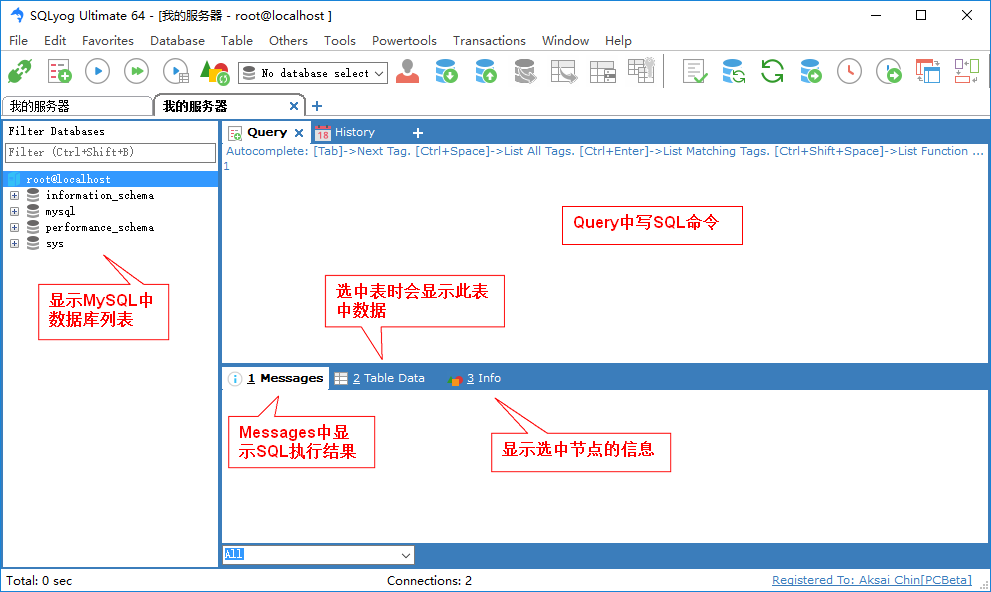 SQLyog Ultimate 64 - [我的服务器 - root@localhost ]
File Edit Favorites Database Table Others Tools Powertools Transactions Window Help
No database select
我的服务器
我的服务器
Filter Databases
Filter (Ctrl+Shift+B)
root@localhost
information_schema
mysql
performance_schema
sys
显示MySQL中
数据库列表
Query
18
History
Autocomplete: [Tab]->Next Tag. [Ctrl+Space]->List All Tags. [Ctrl+Enter]->List Matching Tags. [Ctrl+Shift+Space]->List Function ...
1
Query中写SQL命令
选中表时会显示此表
中数据
1 Messages
2 Table Data
3 Info
Messages中显
示SQL执行结果
显示选中节点的信息
All
Total: 0 sec
Connections: 2
Registered To: Aksai Chin[PCBeta]